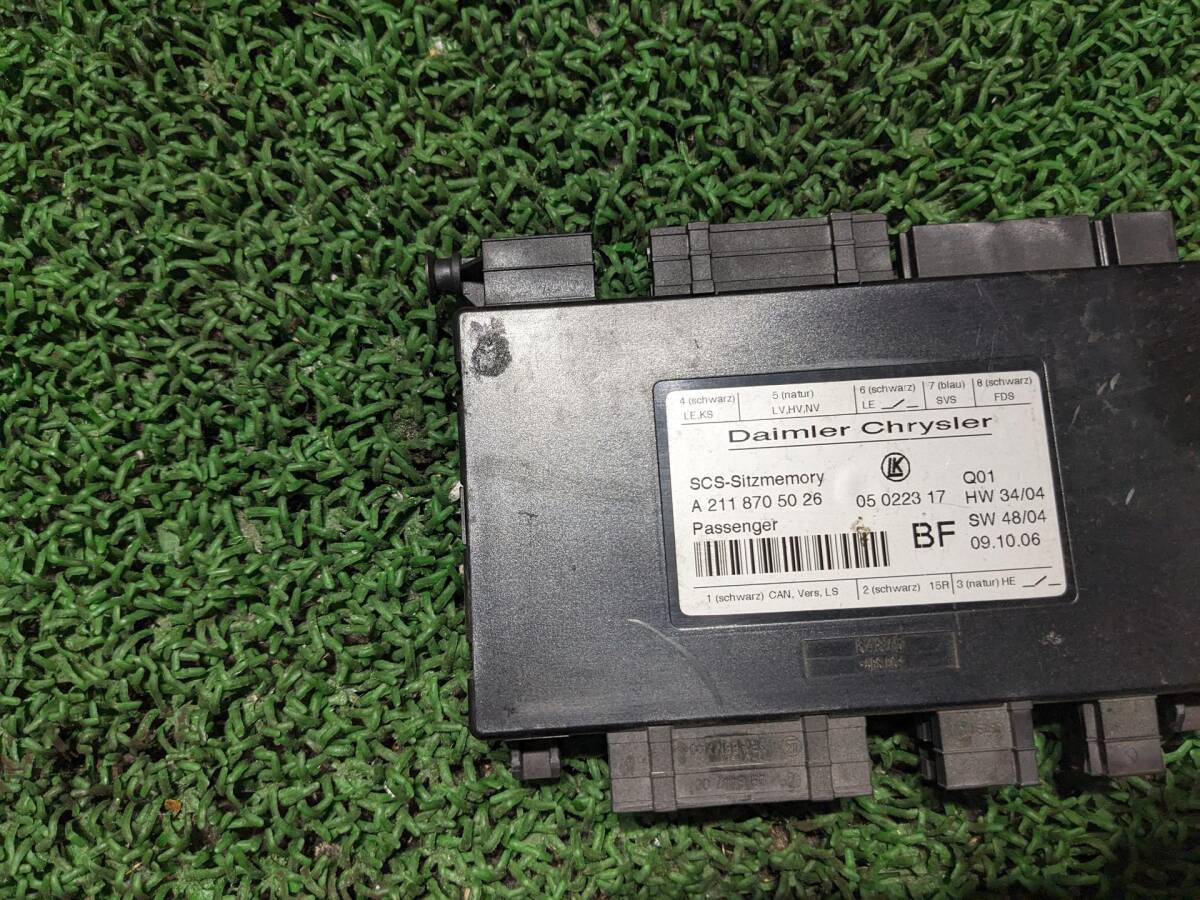 4 (schwarz) 5 (natur) 6 (schwarz) 7 (blau) 8 (schwarz)
LE,KS LV,HV,NV LE SVS FDS
Daimler Chrysler
SCS-Sitzmemory LK Q01
A 211 870 50 26 05 0223 17 HW 34/04
Passenger BF SW 48/04
09.10.06
1 (schwarz) CAN, Vers, LS 2 (schwarz) 15R 3 (natur) HE